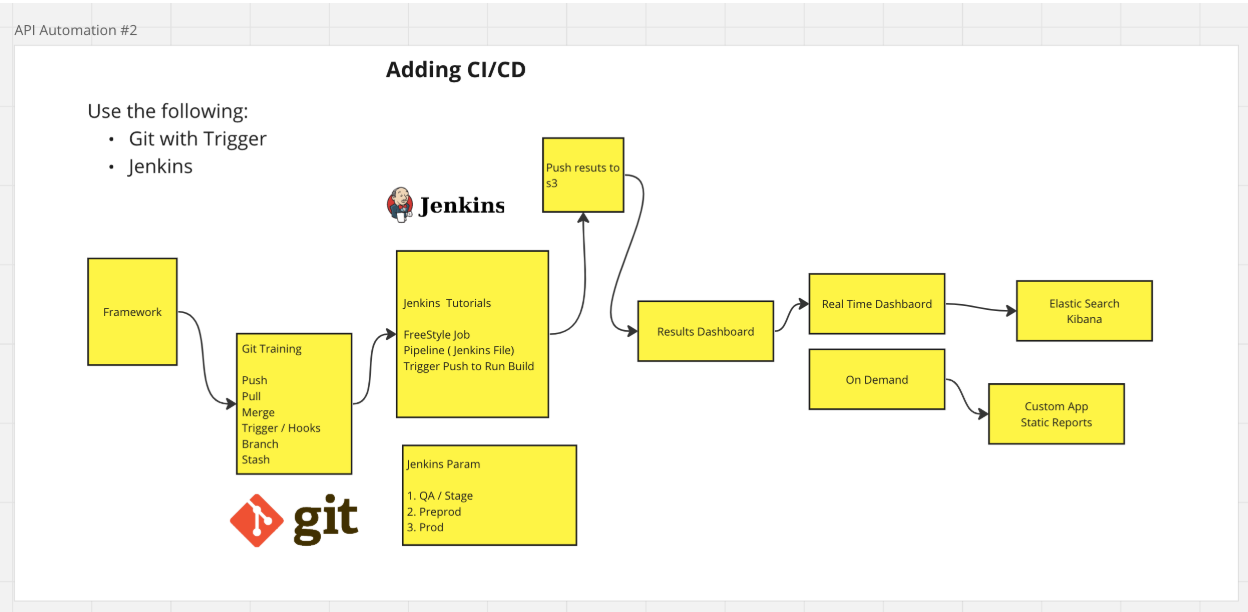 API Automation #2
Adding CI/CD
Use the following:
• Git with Trigger
• Jenkins
Push resuts to
s3
Jenkins
Framework
Git Training
Push
Pull
Merge
Trigger / Hooks
Branch
Stash
git
Jenkins Tutorials
FreeStyle Job
Pipeline ( Jenkins File)
Trigger Push to Run Build
Jenkins Param
1. QA / Stage
2. Preprod
3. Prod
Results Dashboard
Real Time Dashbaord
Elastic Search
Kibana
On Demand
Custom App
Static Reports